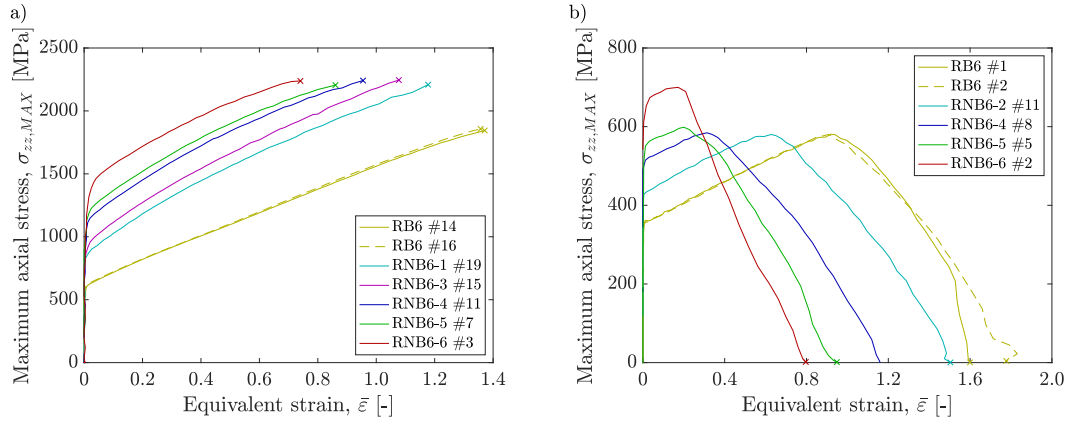 a)
Maximum axial stress, σzz,MAX [MPa]
2500
2000
1500
1000
500
0
0
0.2
0.4
0.6
0.8
1.0
1.2
1.4
Equivalent strain, ε̄ [-]
RB6 #14
RB6 #16
RNB6-1 #19
RNB6-3 #15
RNB6-4 #11
RNB6-5 #7
RNB6-6 #3
b)
Maximum axial stress, σzz,MAX [MPa]
800
600
400
200
0
0
0.4
0.8
1.2
1.6
2.0
Equivalent strain, ε̄ [-]
RB6 #1
RB6 #2
RNB6-2 #11
RNB6-4 #8
RNB6-5 #5
RNB6-6 #2